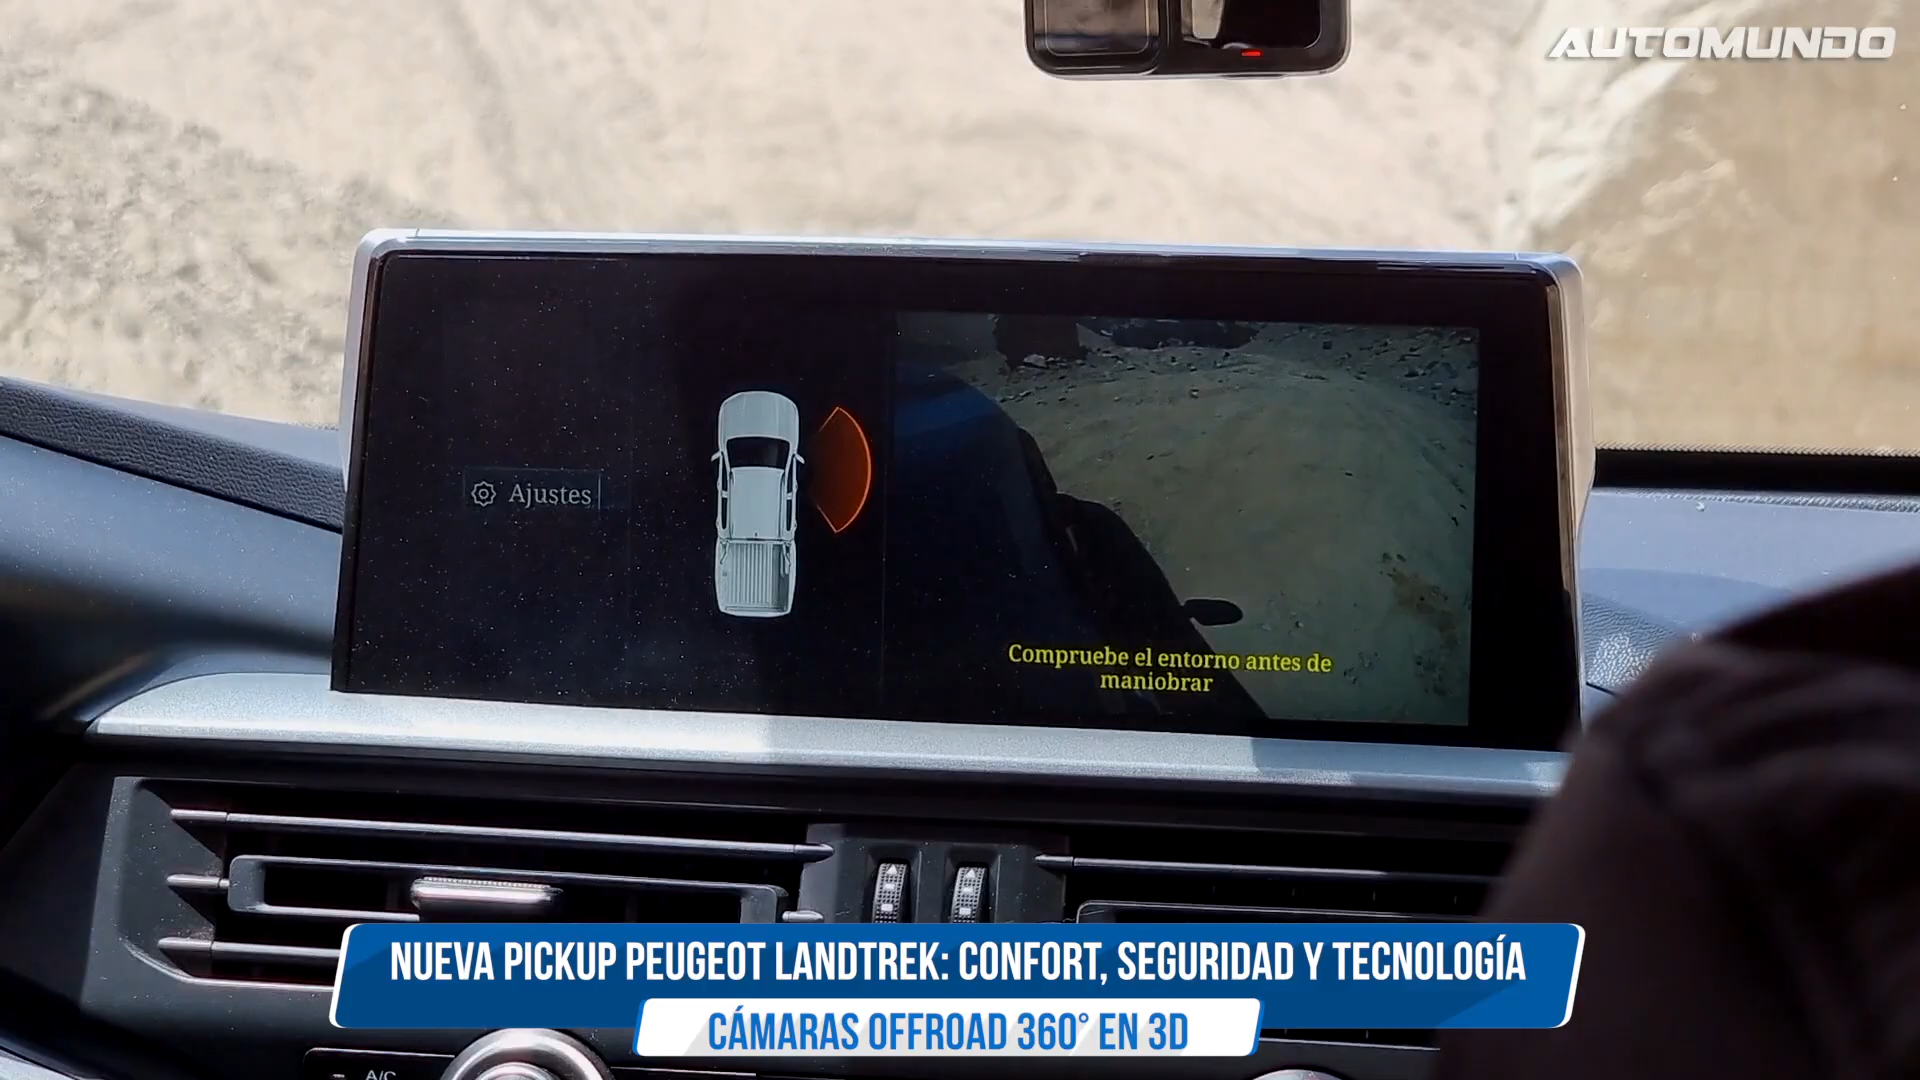 AUTOMUNDO
Ajustes
Compruebe el entorno antes de
maniobrar
NUEVA PICKUP PEUGEOT LANDTREK: CONFORT, SEGURIDAD Y TECNOLOGÍA
CÁMARAS OFFROAD 360° EN 3D
A/C